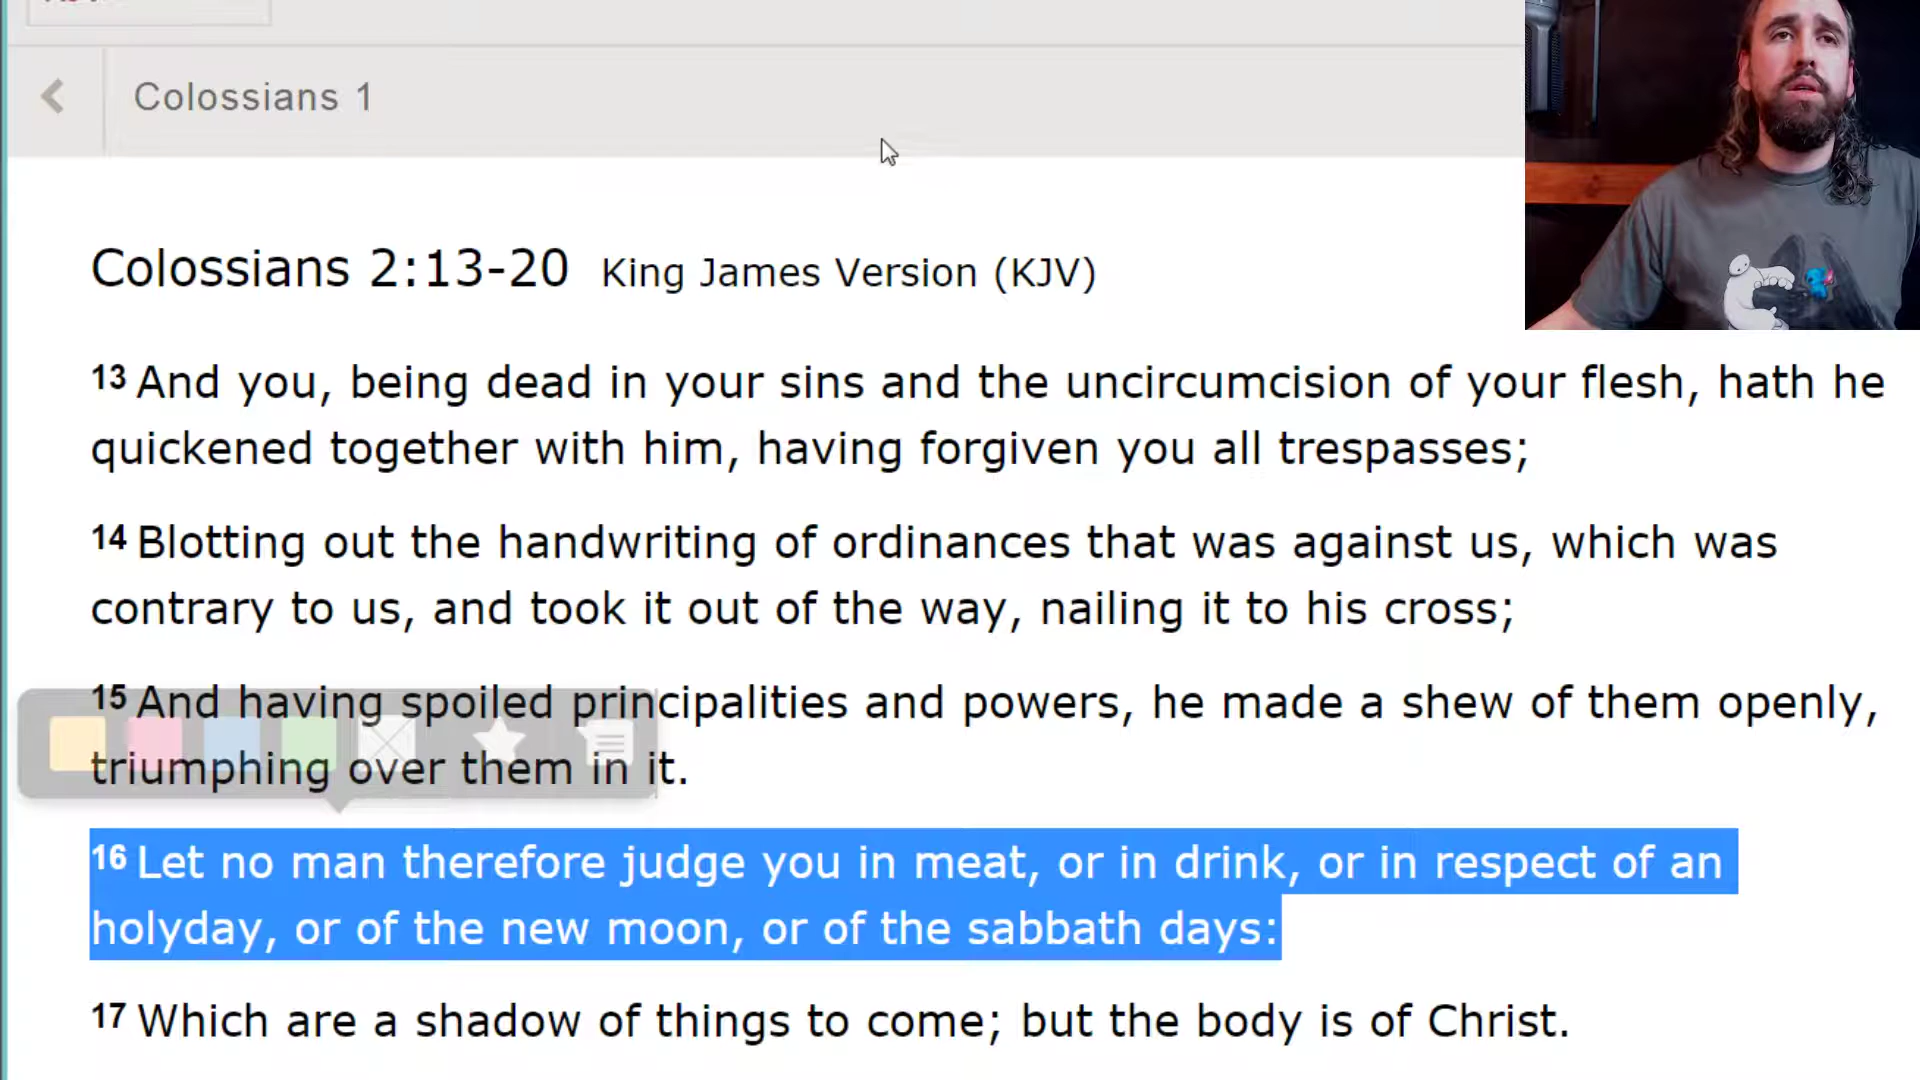 Colossians 1
Colossians 2:13-20 King James Version (KJV)
13 And you, being dead in your sins and the uncircumcision of your flesh, hath he
quickened together with him, having forgiven you all trespasses;
14 Blotting out the handwriting of ordinances that was against us, which was
contrary to us, and took it out of the way, nailing it to his cross;
15 And having spoiled principalities and powers, he made a shew of them openly,
triumphing over them in it.
16 Let no man therefore judge you in meat, or in drink, or in respect of an
holyday, or of the new moon, or of the sabbath days:
17 Which are a shadow of things to come; but the body is of Christ.